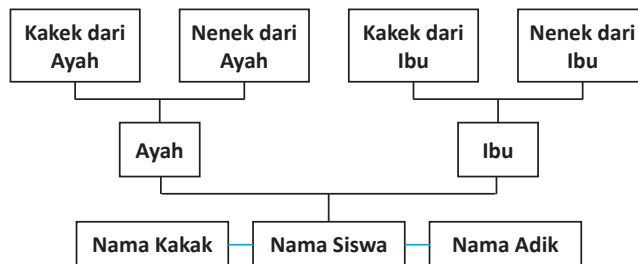 Kakek dari
Ayah
Nenek dari
Ayah
Kakek dari
Ibu
Nenek dari
Ibu
Ayah
Ibu
Nama Kakak
Nama Siswa
Nama Adik